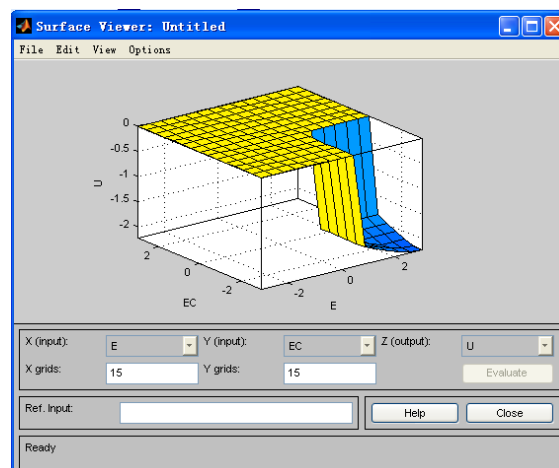 Surface Viewer: Untitled
File Edit View Options
0
-0.5
-1
-1.5
-2
U
2
0
-2
EC
-2
0
2
E
X (input): E Y (input): EC Z (output): U
X grids: 15 Y grids: 15 Evaluate
Ref. Input: Help Close
Ready